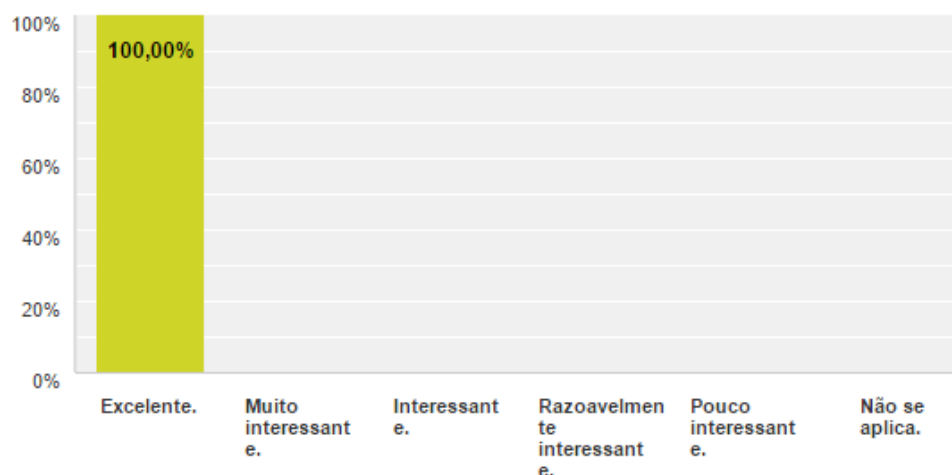 100%
100,00%
80%
60%
40%
20%
0%
Excelente.
Muito
interessant
e.
Interessant
e.
Razoavelmen
te
interessant
e.
Pouco
interessant
e.
Não se
aplica.